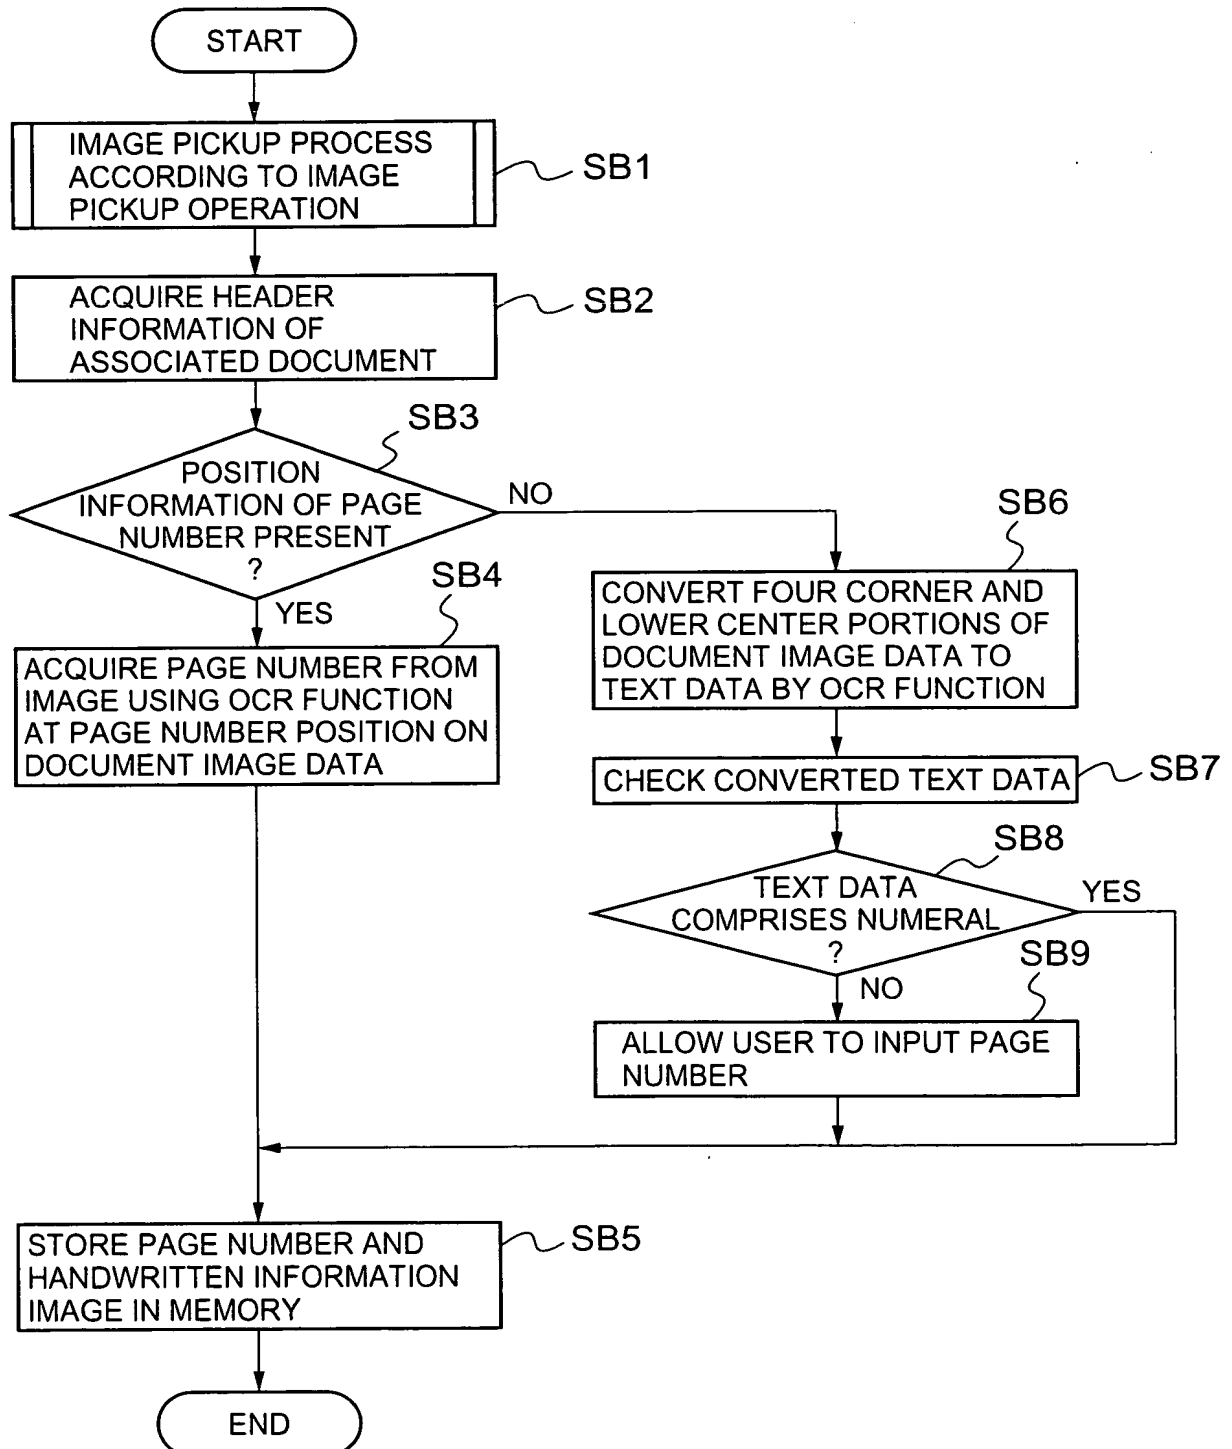 START
IMAGE PICKUP PROCESS
ACCORDING TO IMAGE
PICKUP OPERATION
SB1
ACQUIRE HEADER
INFORMATION OF
ASSOCIATED DOCUMENT
SB2
SB3
POSITION
INFORMATION OF PAGE
NUMBER PRESENT
?
NO
YES
SB4
ACQUIRE PAGE NUMBER FROM
IMAGE USING OCR FUNCTION
AT PAGE NUMBER POSITION ON
DOCUMENT IMAGE DATA
SB6
CONVERT FOUR CORNER AND
LOWER CENTER PORTIONS OF
DOCUMENT IMAGE DATA TO
TEXT DATA BY OCR FUNCTION
CHECK CONVERTED TEXT DATA
SB7
SB8
TEXT DATA
COMPRISES NUMERAL
?
YES
NO
SB9
ALLOW USER TO INPUT PAGE
NUMBER
STORE PAGE NUMBER AND
HANDWRITTEN INFORMATION
IMAGE IN MEMORY
SB5
END